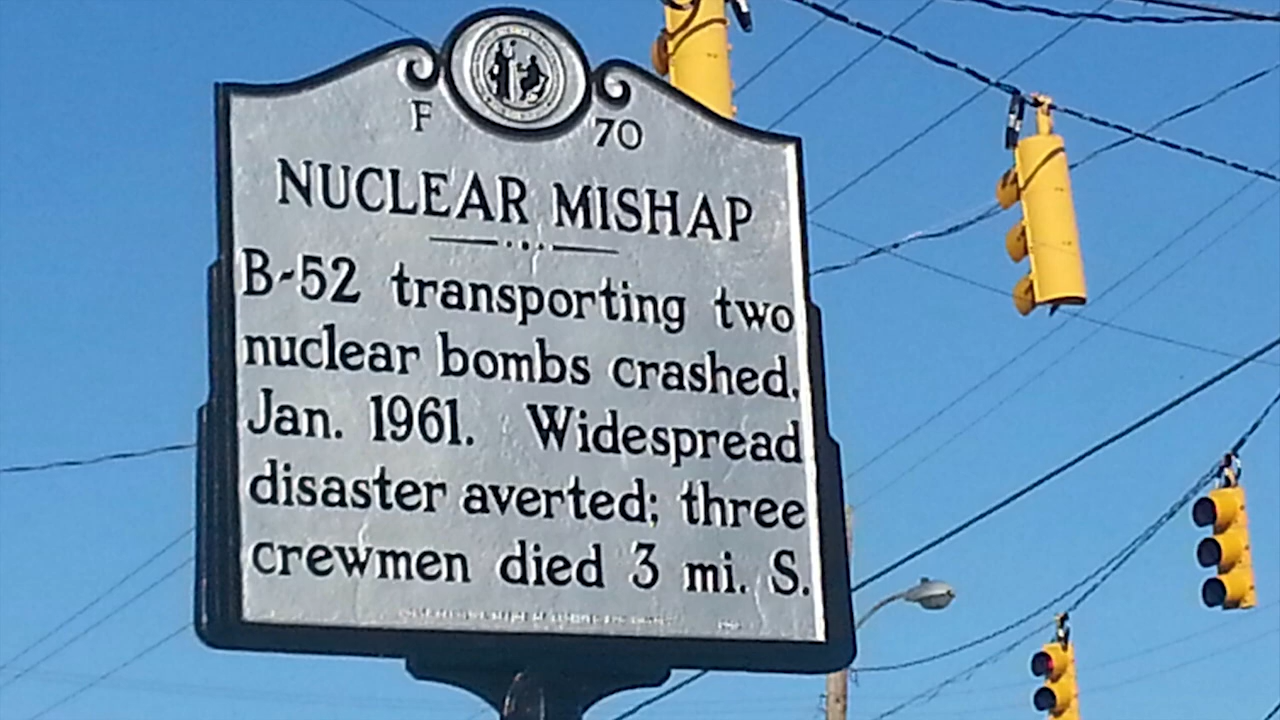 F 70
NUCLEAR MISHAP
B-52 transporting two
nuclear bombs crashed,
Jan. 1961. Widespread
disaster averted; three
crewmen died 3 mi. S.